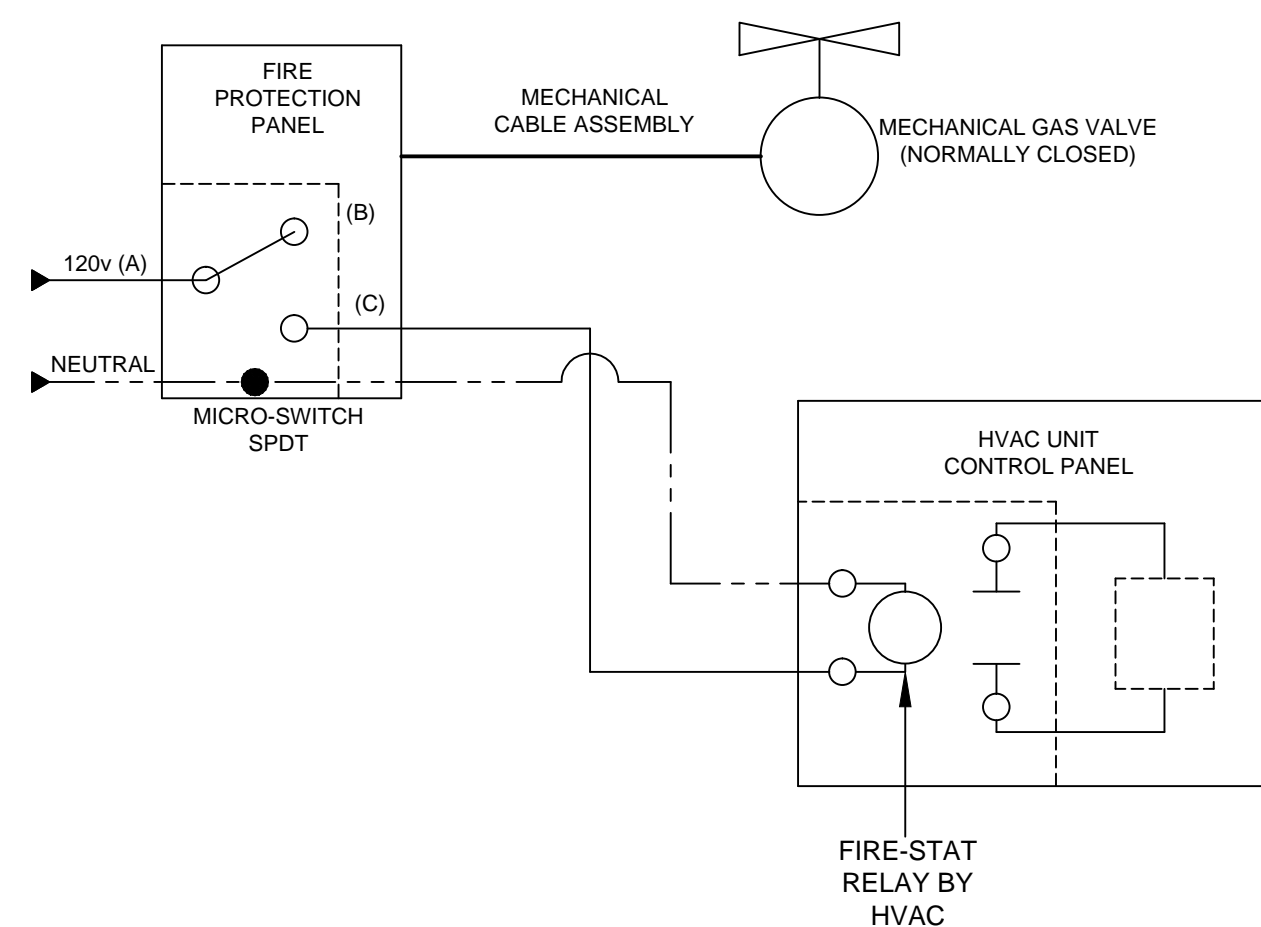 FIRE
PROTECTION
PANEL
MECHANICAL
CABLE ASSEMBLY
MECHANICAL GAS VALVE
(NORMALLY CLOSED)
(B)
120v (A)
(C)
NEUTRAL
MICRO-SWITCH
SPDT
HVAC UNIT
CONTROL PANEL
FIRE-STAT
RELAY BY
HVAC